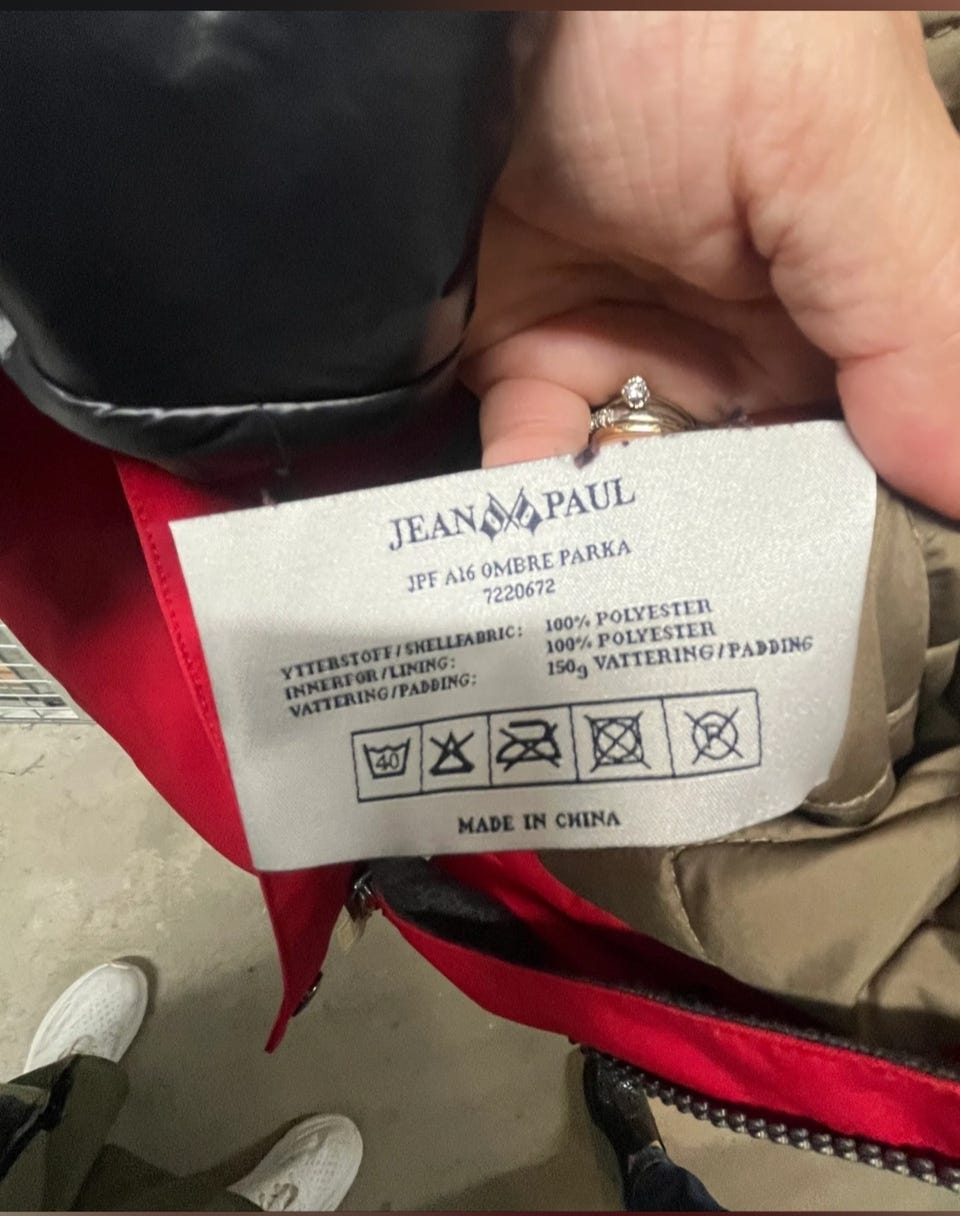 JEAN PAUL
JPF A16 OMBRE PARKA
7220672
YTTERSTOFF/SHELLFABRIC: 100% POLYESTER
INNERFOR/LINING: 100% POLYESTER
VATTERING/PADDING: 150g VATTERING/PADDING
40 P
MADE IN CHINA